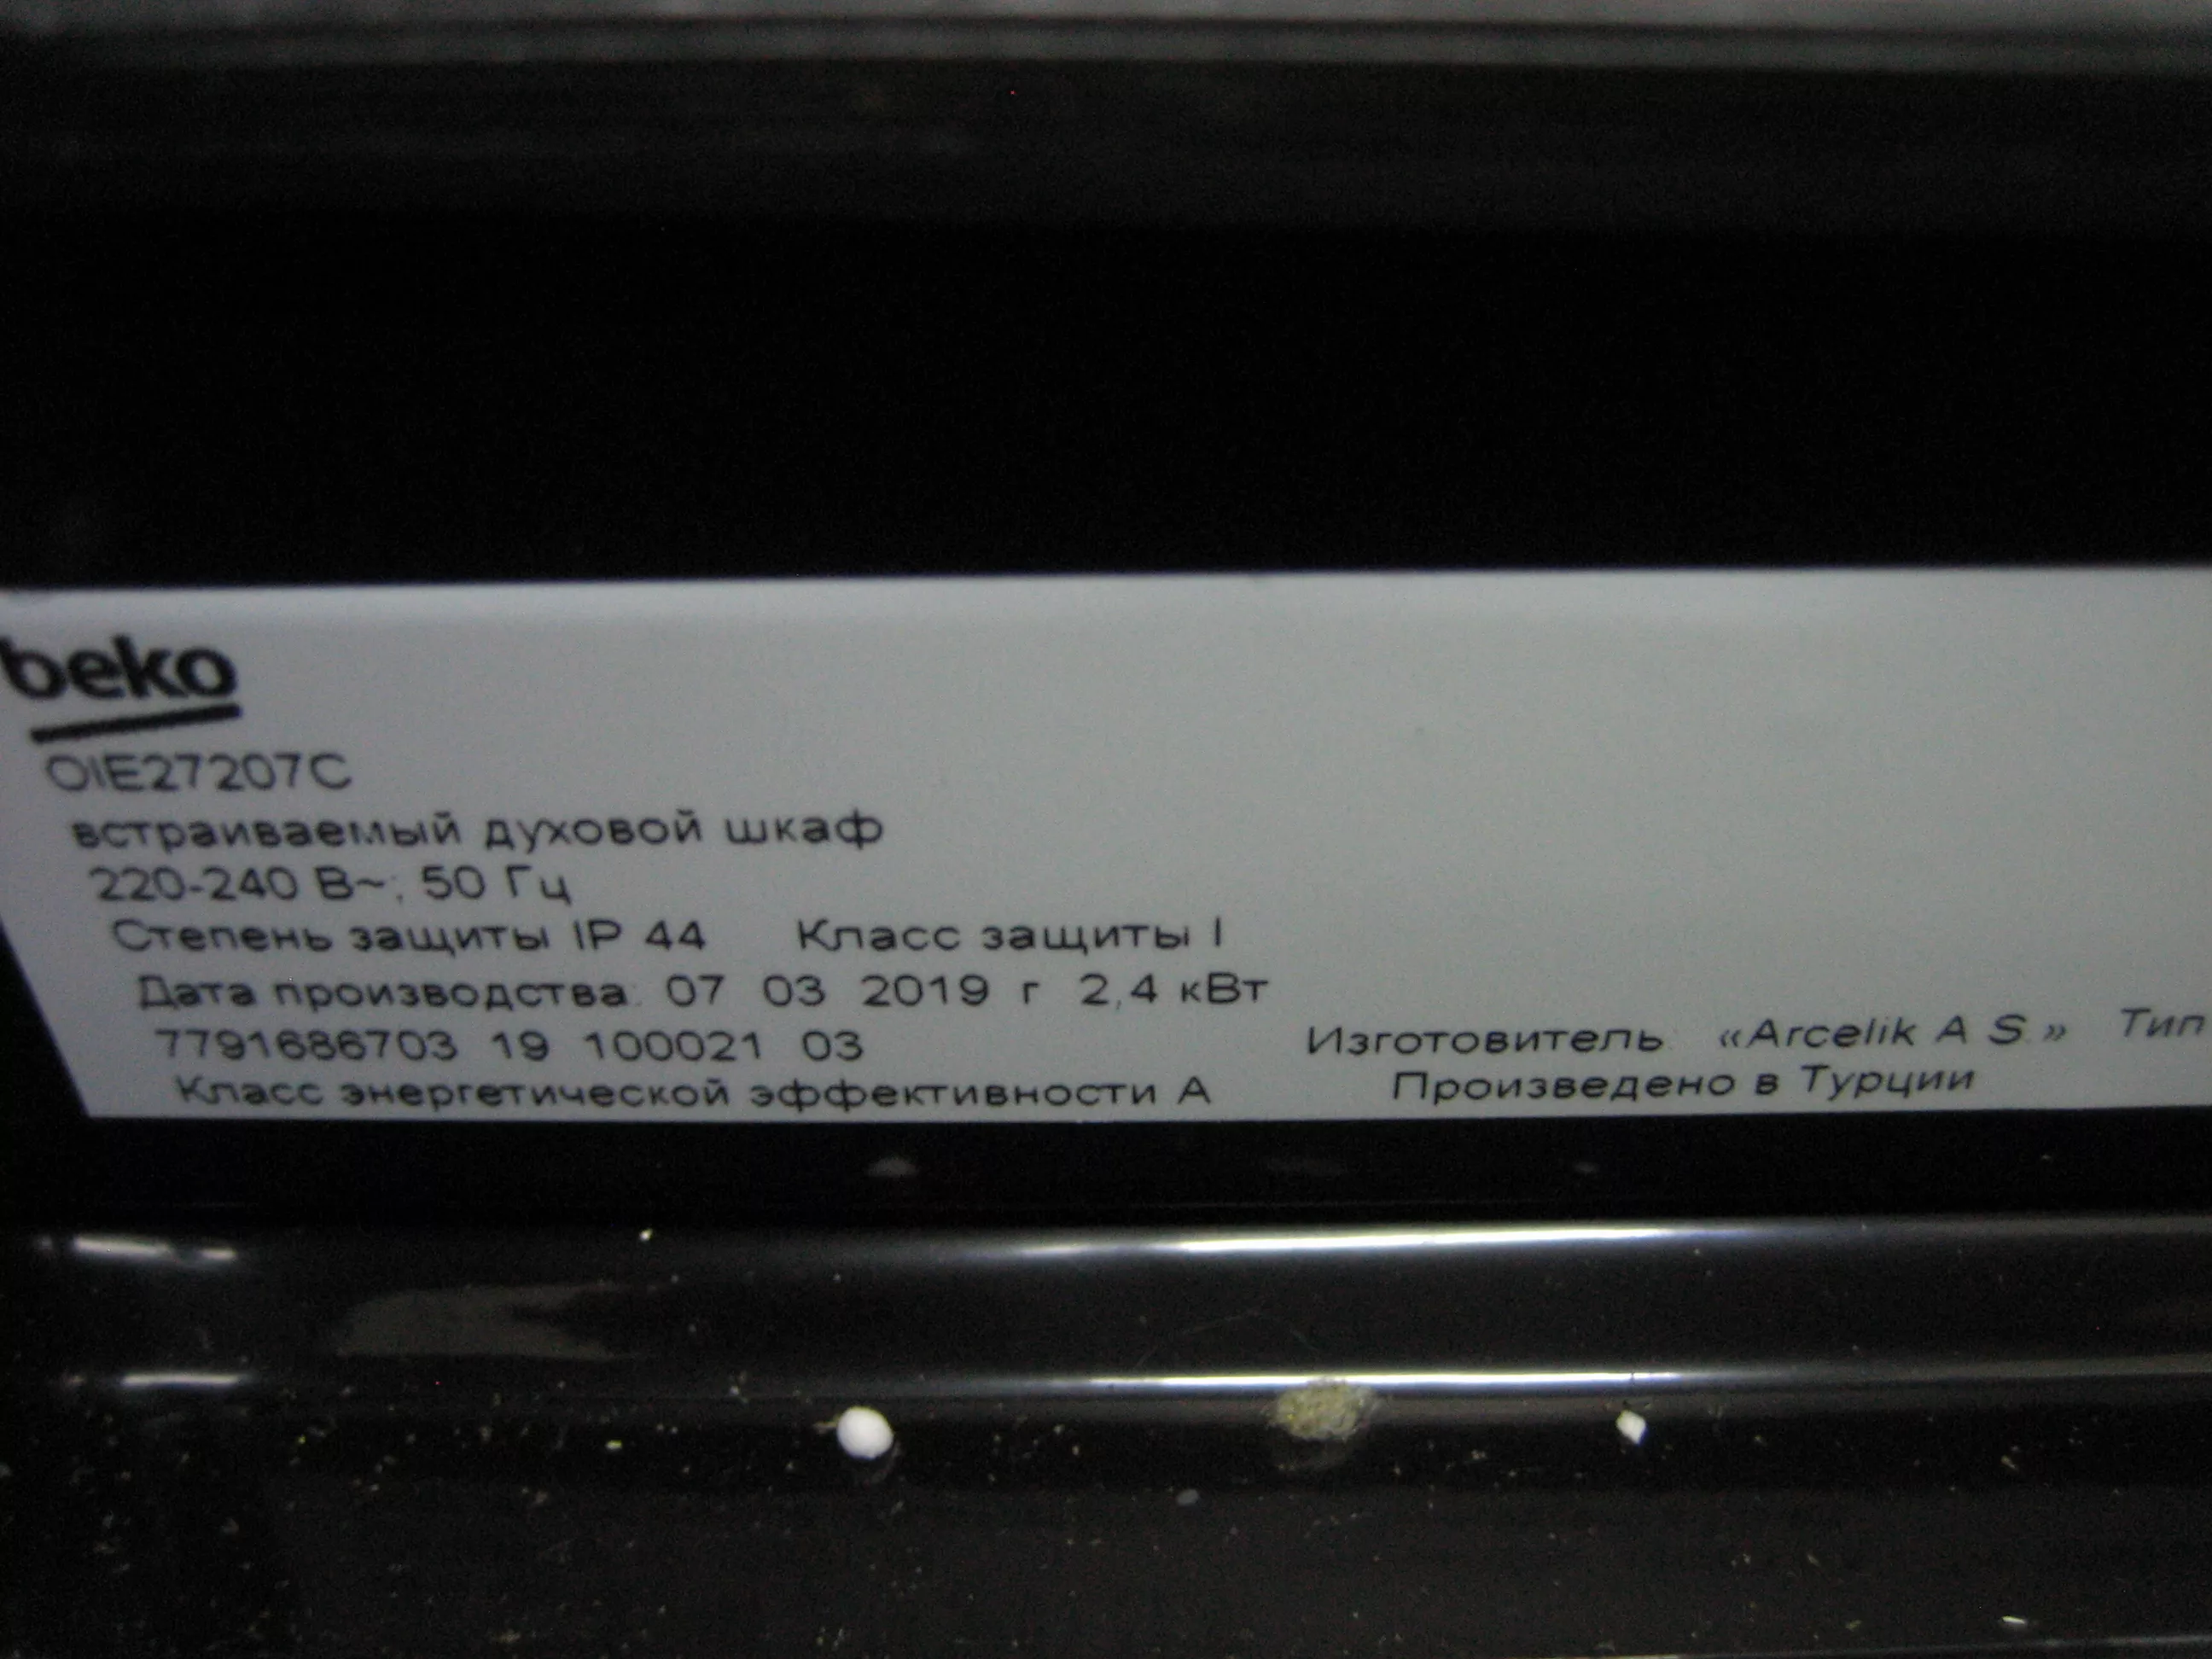 beko
OIE27207C
встраиваемый духовой шкаф
220-240 В~; 50 Гц
Степень защиты IP 44 Класс защиты I
Дата производства: 07 03 2019 г 2,4 кВт
7791686703 19 100021 03
Изготовитель: «Arcelik A.S.» Тип
Класс энергетической эффективности А
Произведено в Турции